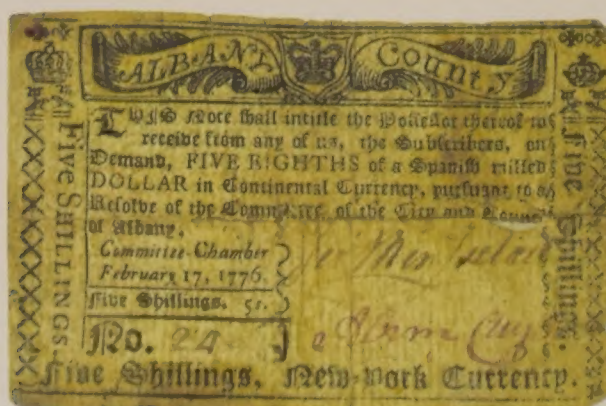 ALBANY County
THIS Note shall intitle the Possessor thereof to
receive from any of us, the Subscribers, on
Demand, FIVE EIGHTHS of a Spanish milled
DOLLAR in Continental Currency, pursuant to a
Resolve of the Committee, of the City and County
of Albany.
Committee-Chamber
February 17, 1776.
Five Shillings. 5s.
No. 24
Five Shillings, New-York Currency.
FIVE SHILLINGS.
Five Shillings.